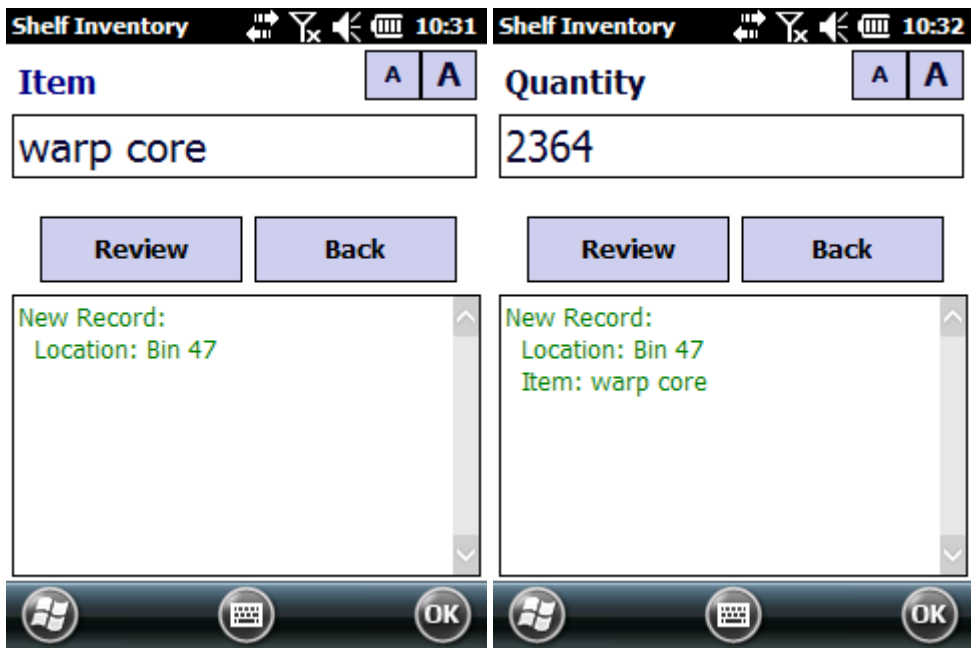 Shelf Inventory 10:31
Item A A
warp core
Review Back
New Record:
Location: Bin 47
OK
Shelf Inventory 10:32
Quantity A A
2364
Review Back
New Record:
Location: Bin 47
Item: warp core
OK